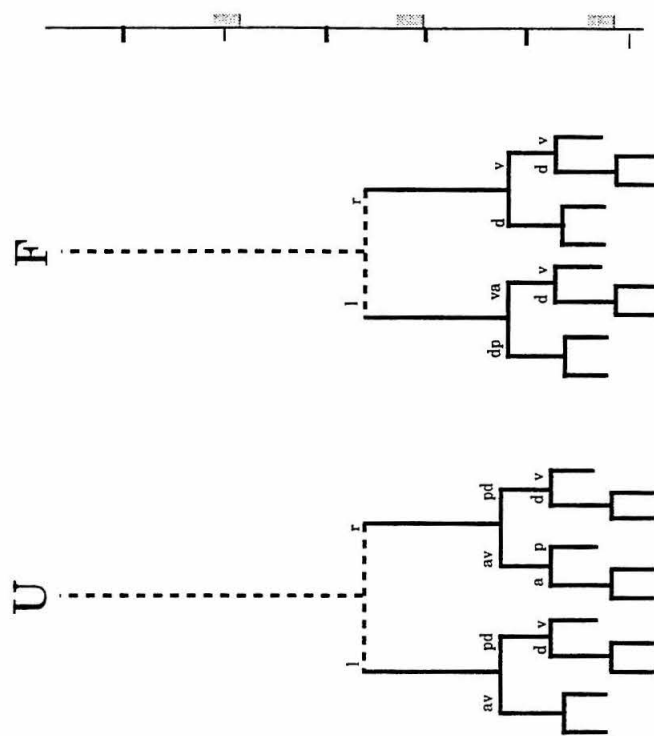 F
l r
dp va d v
d v d v
U
l r
av pd av pd
d v a p d v